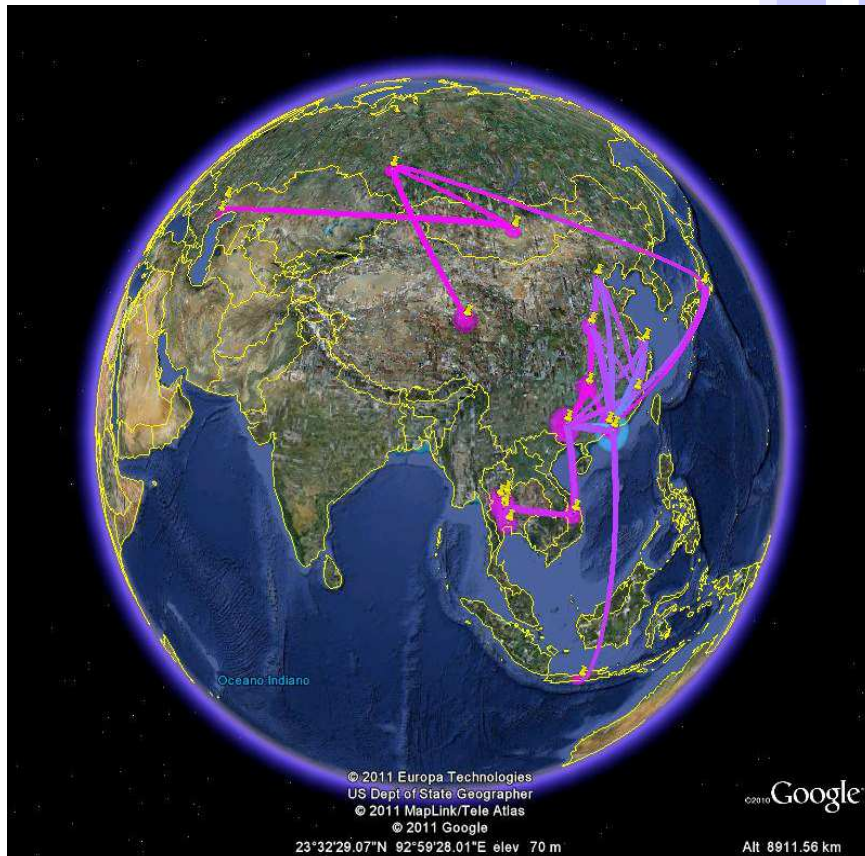 Oceano Indiano
© 2011 Europa Technologies
US Dept of State Geographer
© 2011 MapLink/Tele Atlas
© 2011 Google
©2010 Google
23°32'29.07"N 92°59'28.01"E elev 70 m
Alt 8911.56 km